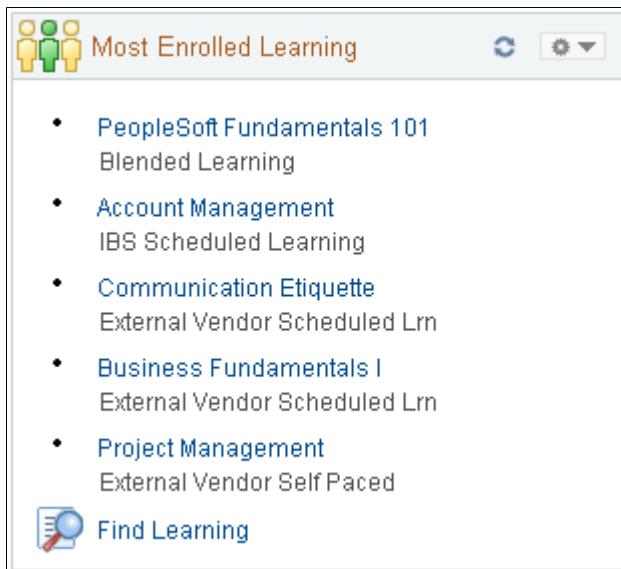 Most Enrolled Learning
PeopleSoft Fundamentals 101
Blended Learning
Account Management
IBS Scheduled Learning
Communication Etiquette
External Vendor Scheduled Lrn
Business Fundamentals I
External Vendor Scheduled Lrn
Project Management
External Vendor Self Paced
Find Learning